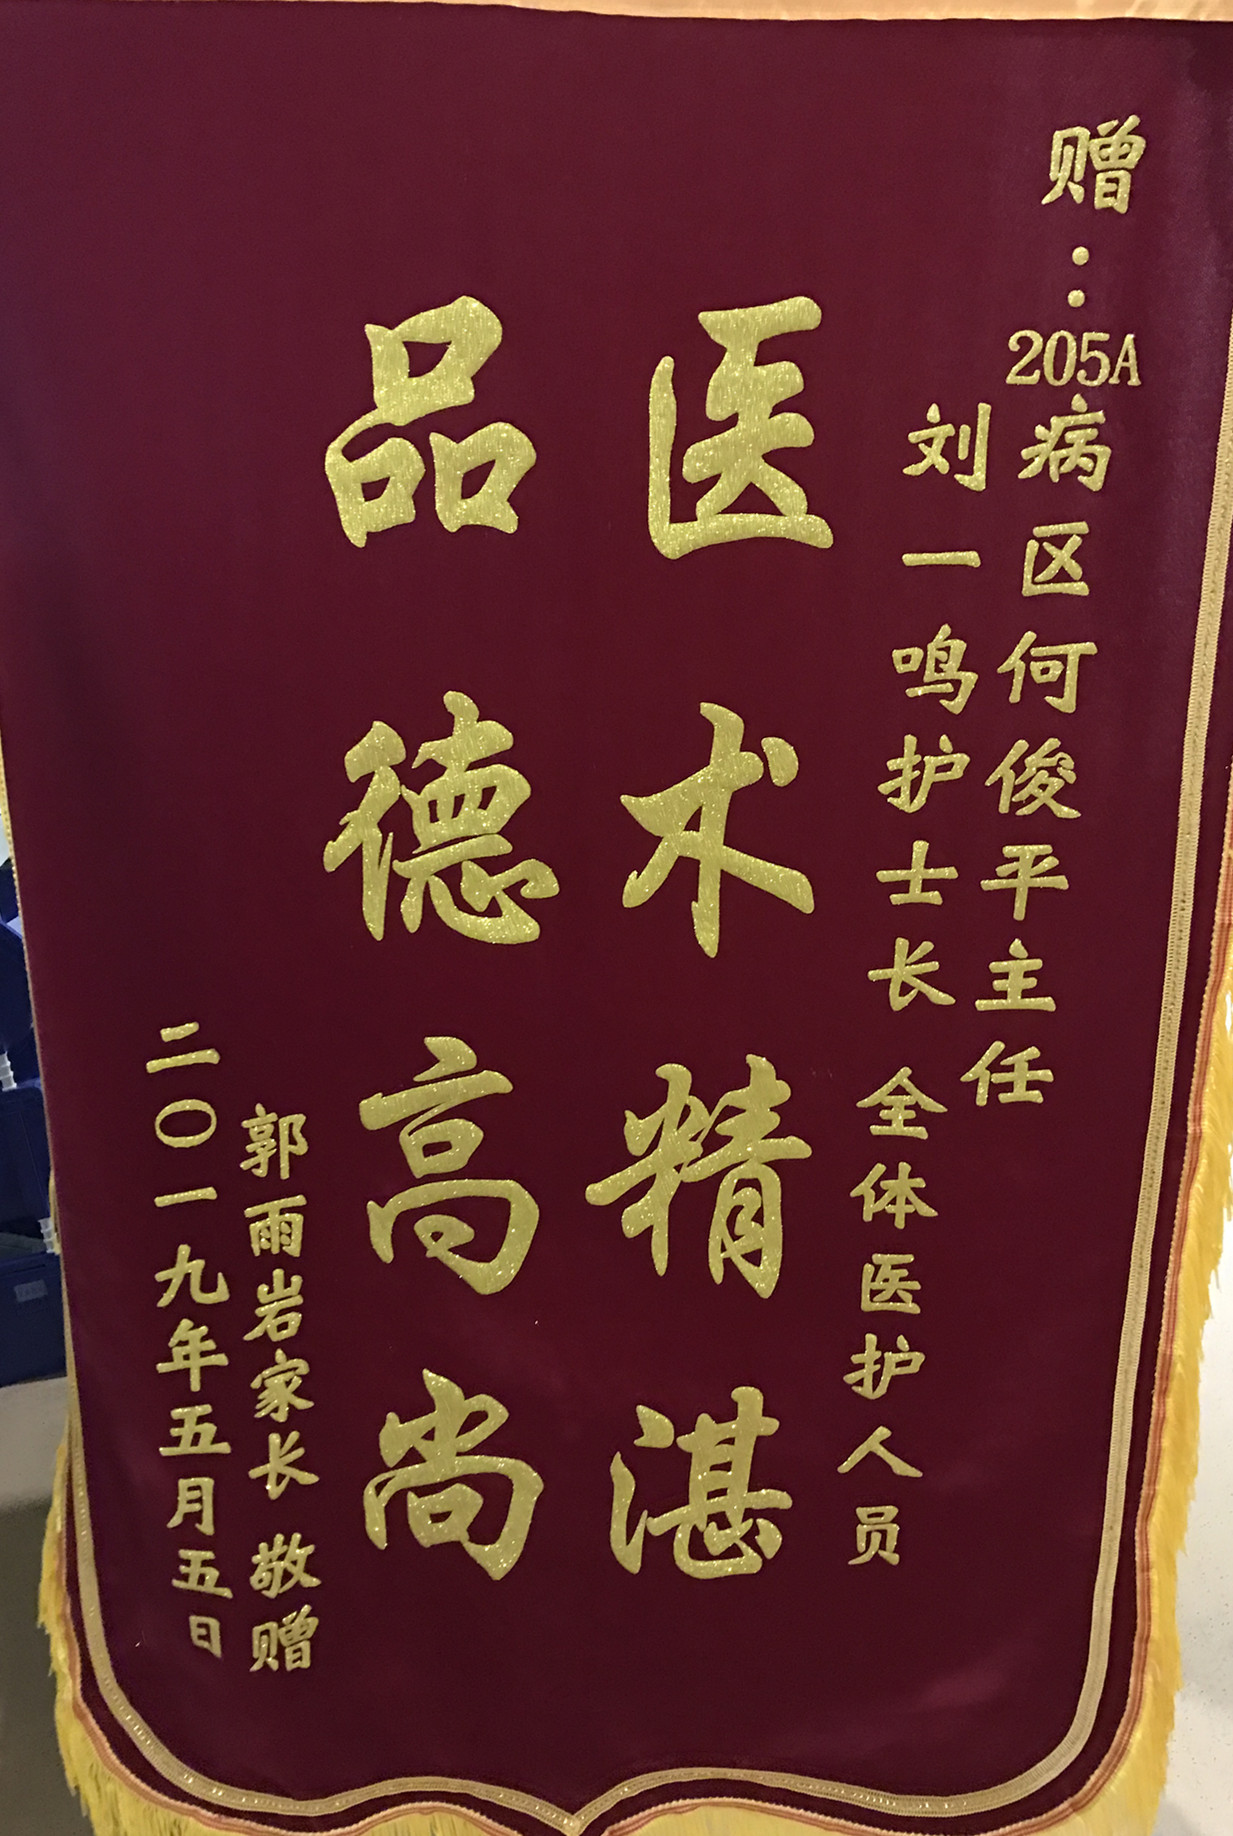 赠：205A病区何俊平主任
刘一鸣护士长 全体医护人员
医术精湛
品德高尚
郭雨岩家长 敬赠
二〇一九年五月五日